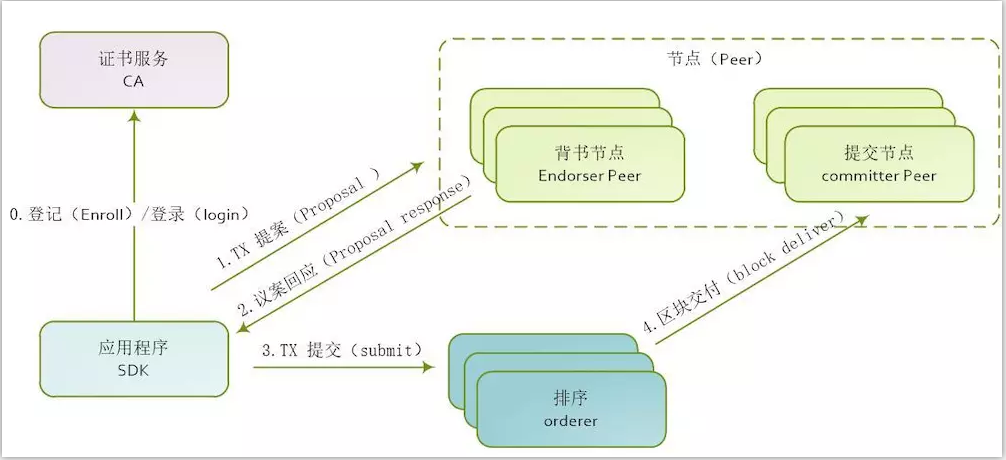 证书服务
CA
节点（Peer）
背书节点
Endorser Peer
提交节点
committer Peer
0.登记（Enroll）/登录（login）
1.TX 提案（Proposal ）
2.议案回应（Proposal response）
3.TX 提交（submit）
4.区块交付（block deliver）
应用程序
SDK
排序
orderer